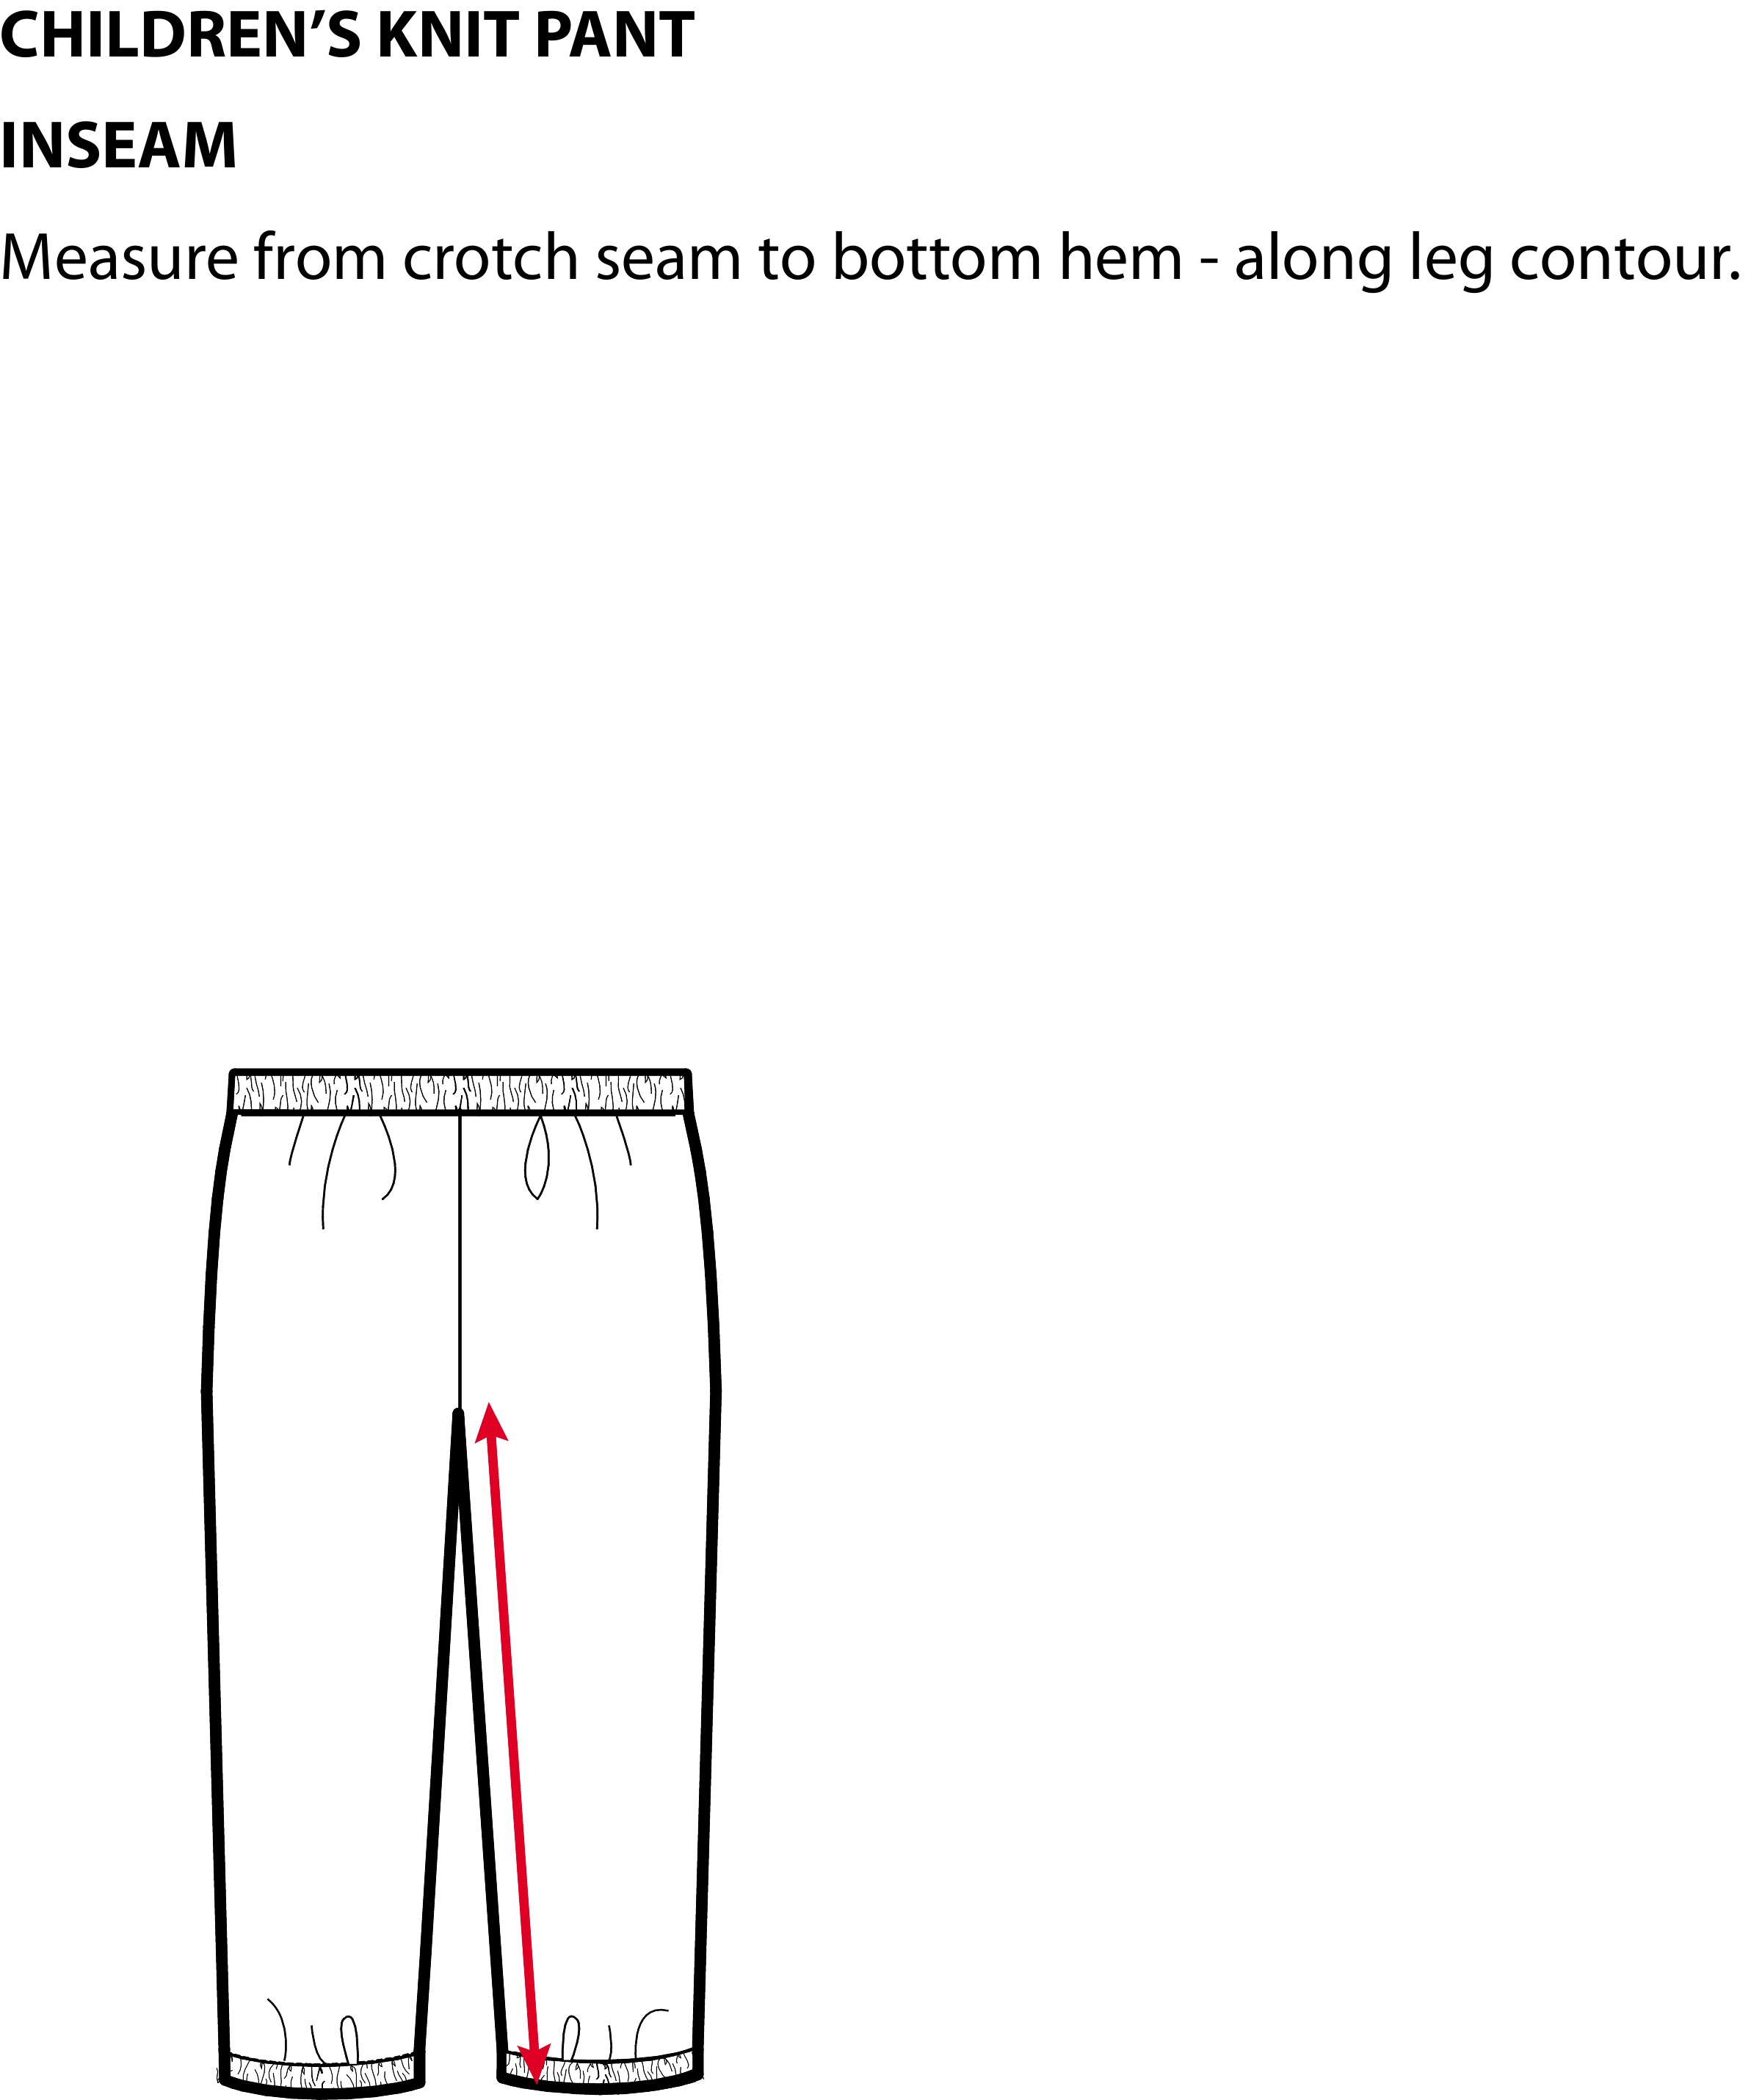 CHILDREN’S KNIT PANT
INSEAM
Measure from crotch seam to bottom hem - along leg contour.